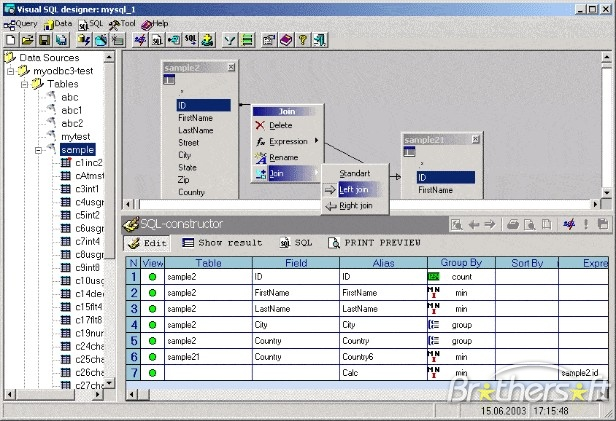 Visual SQL designer: mysql_1
Query Data SQL Tool Help
Data Sources
myodbc3-test
Tables
abc
abc1
abc2
mytest
sample
c1inc2
cAtmst
c3int1
c4usgr
c5int2
c6usgr
c7int4
c8usgn
c9int8
c10usg
c14dec
c15flt4
c17flt8
c19num
c24cha
c25cha
c26cha
c27cha
sample2
*
ID
FirstName
LastName
Street
City
State
Zip
Country
Join
Delete
Expression
Rename
Join
Standart
Left join
Right join
sample21
*
ID
FirstName
SQL-constructor
Edit Show result SQL PRINT PREVIEW
N View Table Field Alias Group By Sort By Expre
1 sample2 ID ID count
2 sample2 FirstName FirstName min
3 sample2 LastName LastName min
4 sample2 City City group
5 sample2 Country Country group
6 sample21 Country Country6 min
7 Calc min sample2.id
Brothersoft
15.06.2003 17:15:48